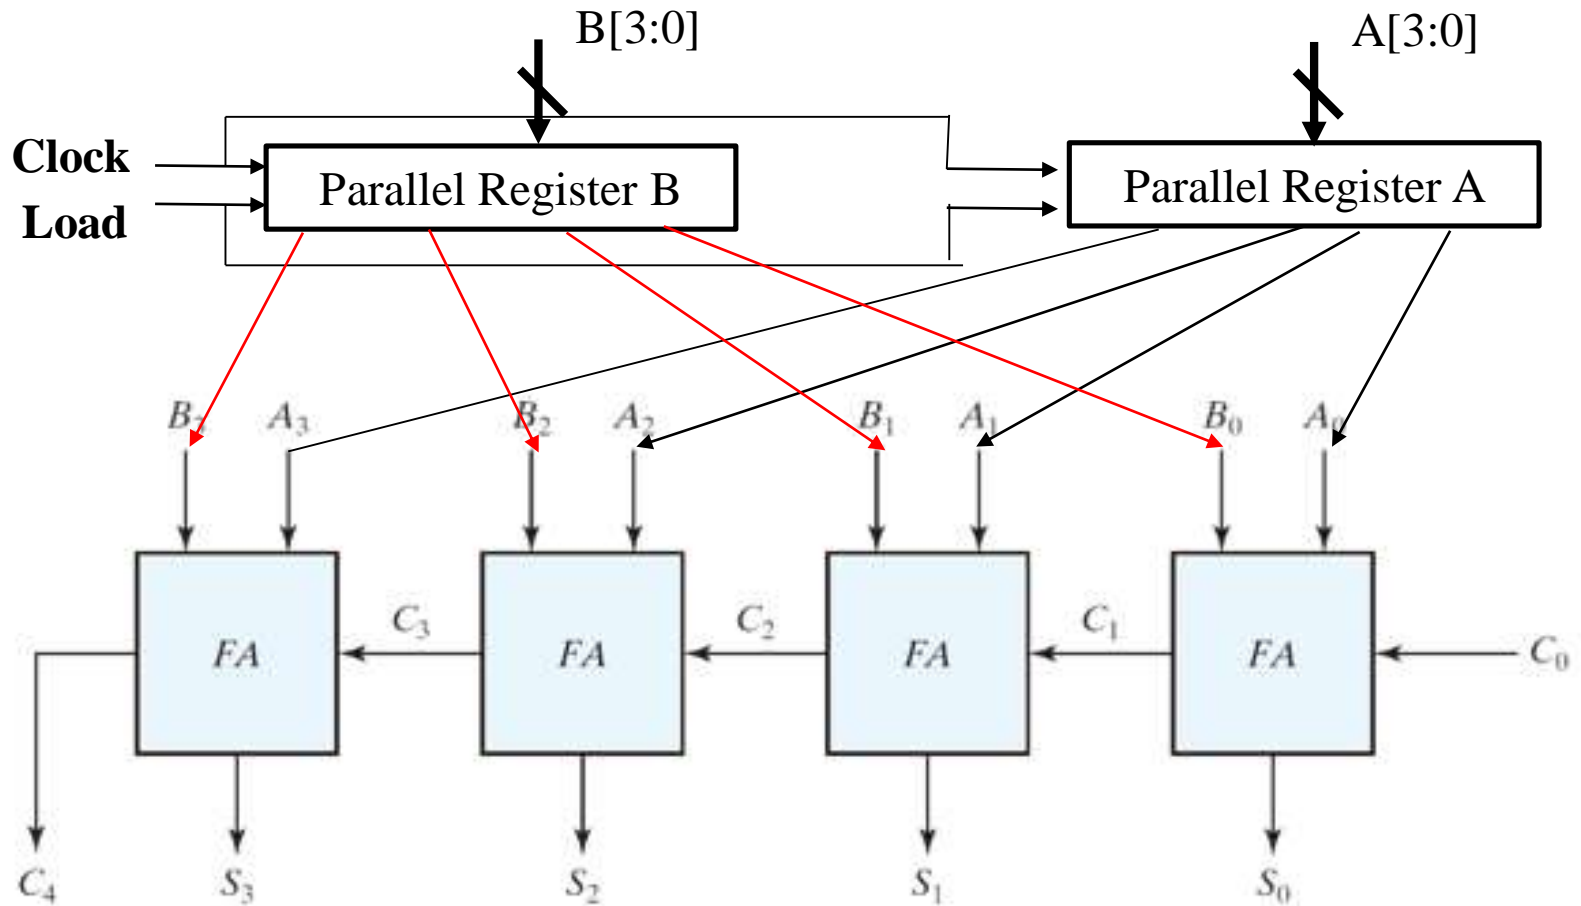 B[3:0]
A[3:0]
Clock
Load
Parallel Register B
Parallel Register A
B₃ A₃ B₂ A₂ B₁ A₁ B₀ A₀
FA C₃ FA C₂ FA C₁ FA C₀
C₄ S₃ S₂ S₁ S₀